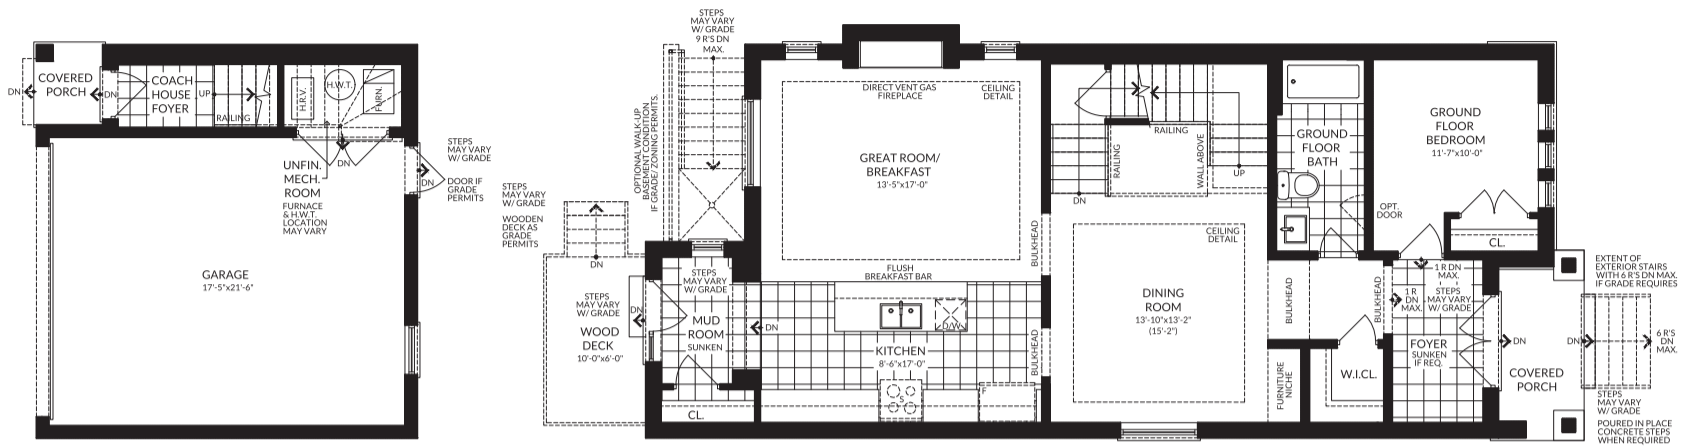 COVERED
PORCH
DN
DN
COACH
HOUSE
FOYER
UP
RAILING
H.R.V.
H.W.T.
FURN.
DN
UNFIN.
MECH.
ROOM
FURNACE
& H.W.T.
LOCATION
MAY VARY
STEPS
MAY VARY
W/ GRADE
DN
DOOR IF
GRADE
PERMITS
GARAGE
17'-5"x21'-6"
STEPS
MAY VARY
W/ GRADE
WOODEN
DECK AS
GRADE
PERMITS
DN
STEPS
MAY VARY
W/ GRADE
WOOD
DECK
10'-0"x6'-0"
DN
STEPS
MAY VARY
W/ GRADE
9 R'S DN
MAX.
OPTIONAL WALK-UP
BASEMENT CONDITION
IF GRADE/ ZONING PERMITS.
STEPS
MAY VARY
W/ GRADE
MUD
ROOM
SUNKEN
DN
CL.
DIRECT VENT GAS
FIREPLACE
CEILING
DETAIL
GREAT ROOM/
BREAKFAST
13'-5"x17'-0"
FLUSH
BREAKFAST BAR
D/W
KITCHEN
8'-6"x17'-0"
S
F
BULKHEAD
BULKHEAD
RAILING
RAILING
WALL ABOVE
UP
DN
CEILING
DETAIL
DINING
ROOM
13'-10"x13'-2"
(15'-2")
BULKHEAD
FURNITURE
NICHE
GROUND
FLOOR
BATH
GROUND
FLOOR
BEDROOM
11'-7"x10'-0"
OPT.
DOOR
CL.
BULKHEAD
W.I.CL.
1 R DN
MAX.
1 R
DN
MAX.
STEPS
MAY VARY
W/ GRADE
FOYER
SUNKEN
IF REQ.
DN
DN
COVERED
PORCH
EXTENT OF
EXTERIOR STAIRS
WITH 6 R'S DN MAX.
IF GRADE REQUIRES
6 R'S
DN
MAX.
STEPS
MAY VARY
W/ GRADE
POURED IN PLACE
CONCRETE STEPS
WHEN REQUIRED